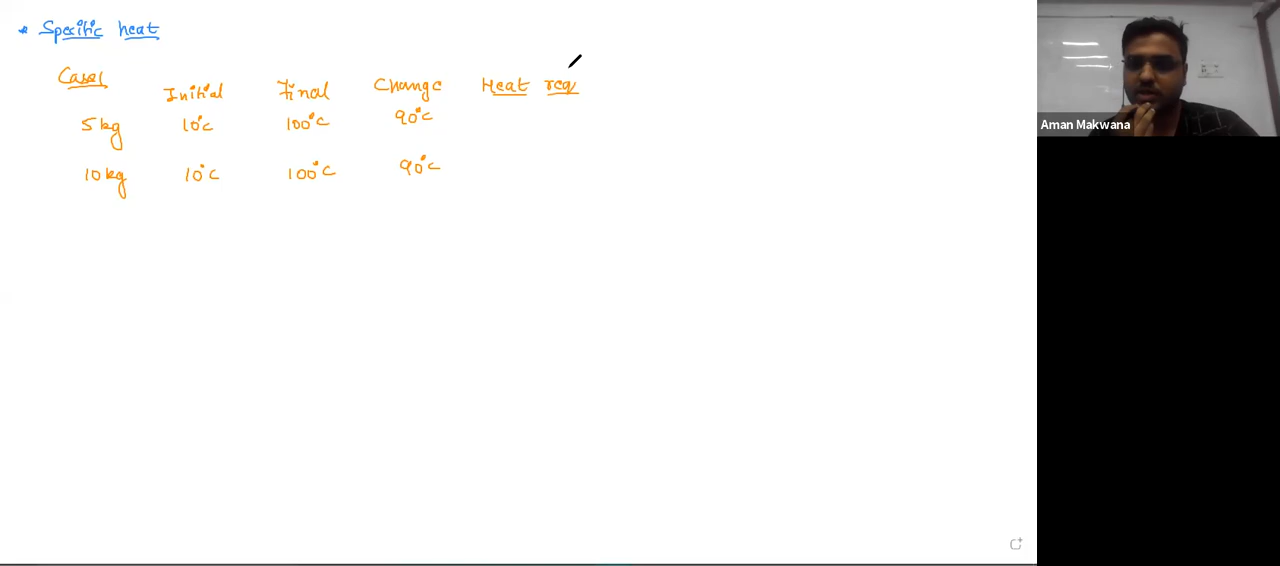 * Specific heat
Case1 Initial Final Change Heat req
5 kg 10°C 100°C 90°C
10 kg 10°C 100°C 90°C
Aman Makwana